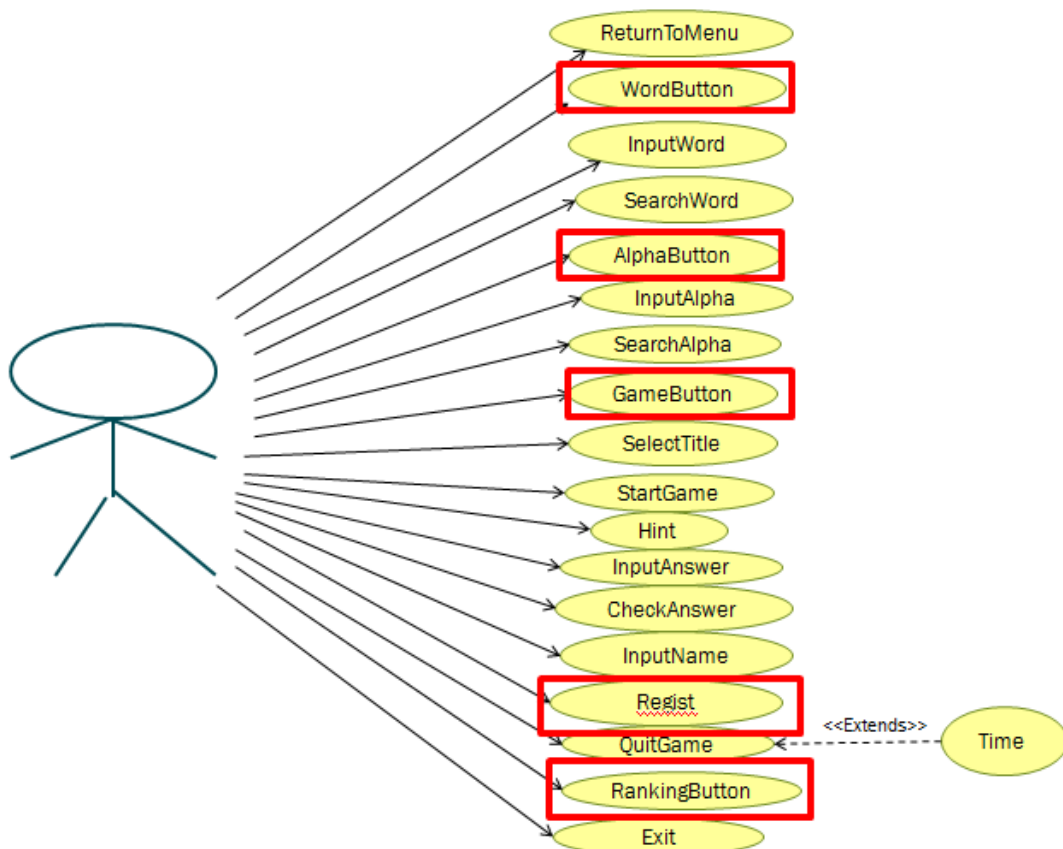 ReturnToMenu
WordButton
InputWord
SearchWord
AlphaButton
InputAlpha
SearchAlpha
GameButton
SelectTitle
StartGame
Hint
InputAnswer
CheckAnswer
InputName
Regist
<<Extends>>
QuitGame
Time
RankingButton
Exit